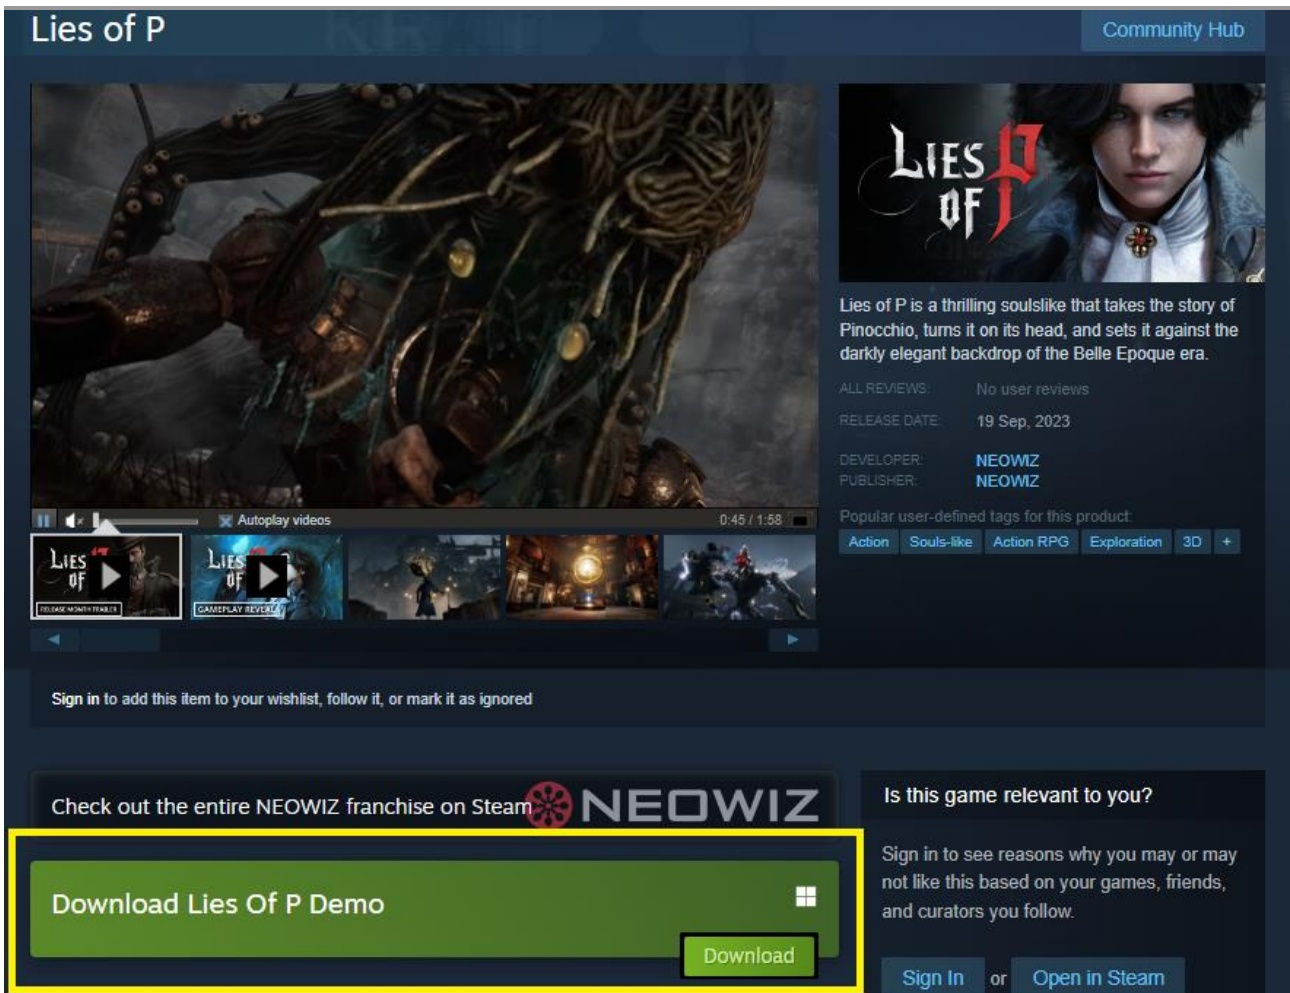 Lies of P
Community Hub
LIES OF P
Lies of P is a thrilling soulslike that takes the story of
Pinocchio, turns it on its head, and sets it against the
darkly elegant backdrop of the Belle Epoque era.
ALL REVIEWS: No user reviews
RELEASE DATE: 19 Sep, 2023
DEVELOPER: NEOWIZ
PUBLISHER: NEOWIZ
Popular user-defined tags for this product:
Action Souls-like Action RPG Exploration 3D +
Autoplay videos 0:45 / 1:58
LIES OF
RELEASE MONTH TRAILER
LIES OF
GAMEPLAY REVEAL
Sign in to add this item to your wishlist, follow it, or mark it as ignored
Check out the entire NEOWIZ franchise on Steam
NEOWIZ
Download Lies Of P Demo
Download
Is this game relevant to you?
Sign in to see reasons why you may or may
not like this based on your games, friends,
and curators you follow.
Sign In or Open in Steam